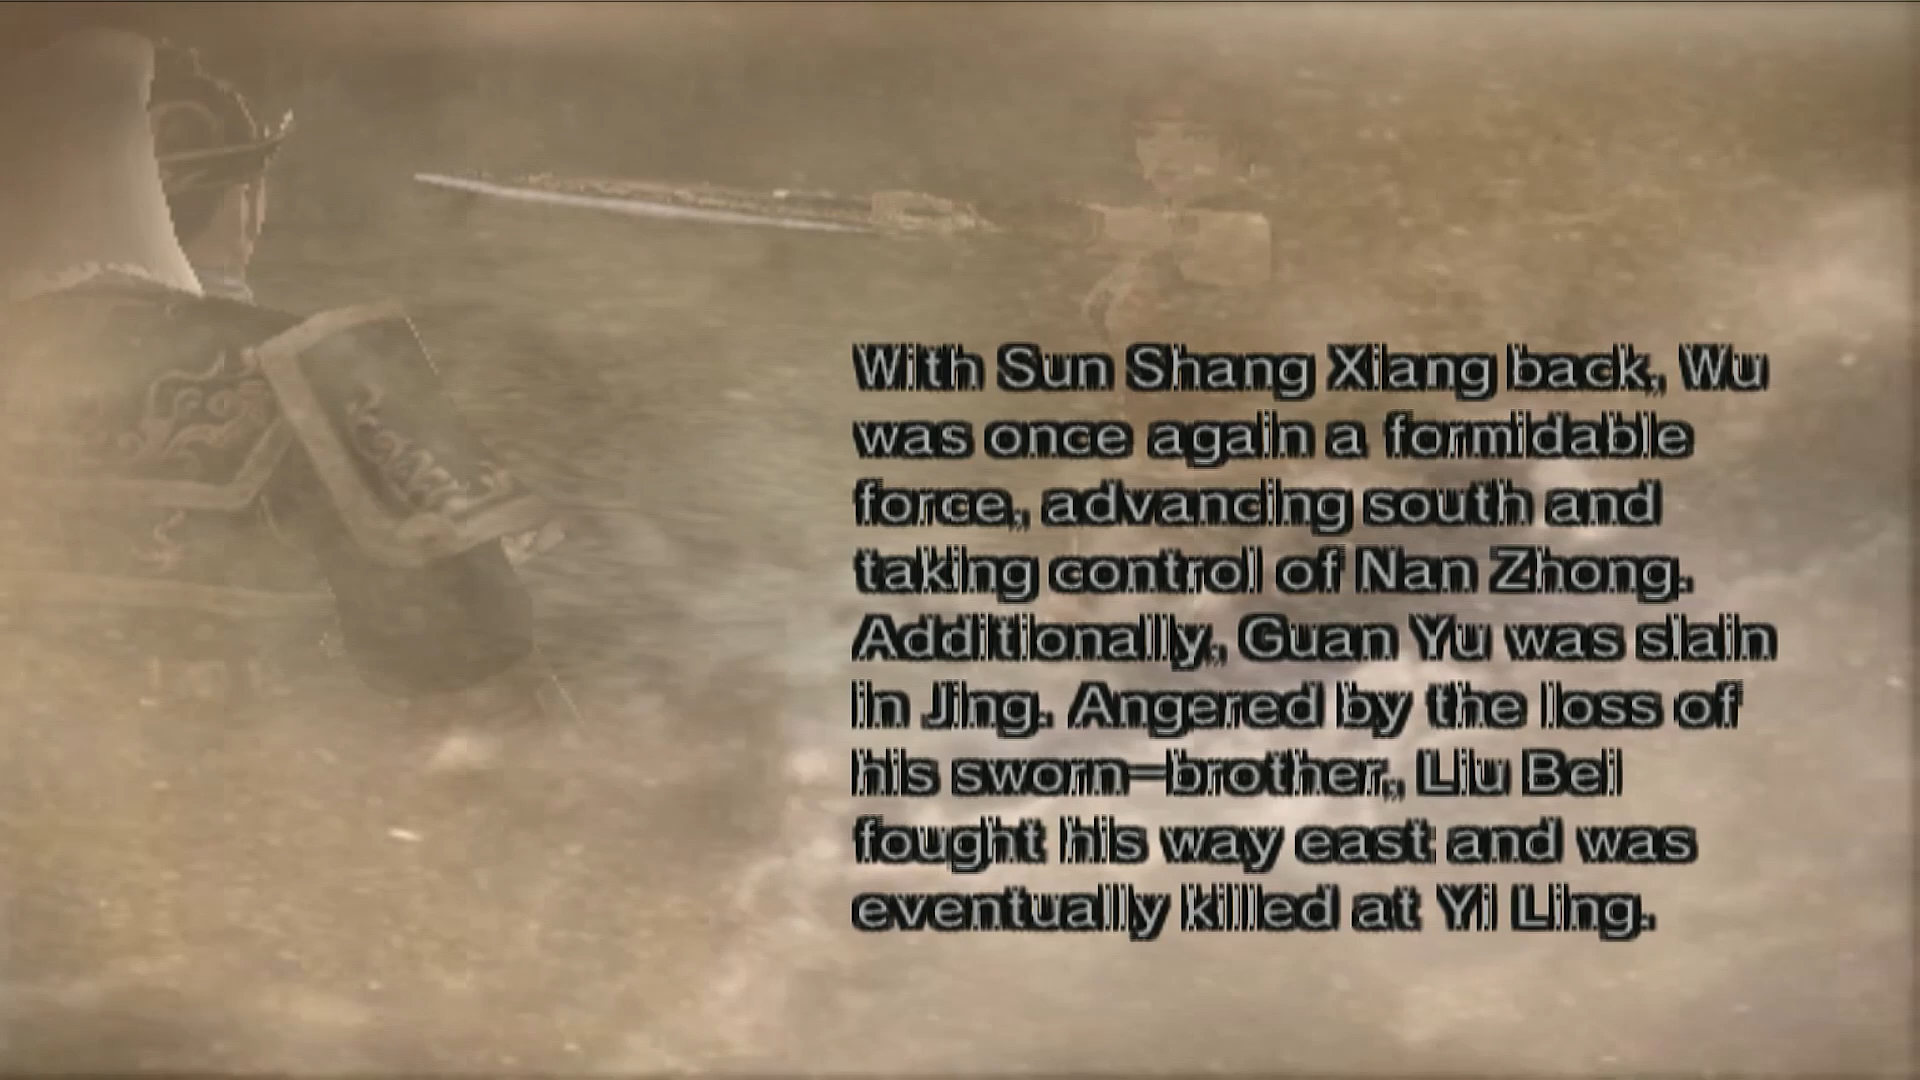 With Sun Shang Xiang back, Wu
was once again a formidable
force, advancing south and
taking control of Nan Zhong.
Additionally, Guan Yu was slain
in Jing. Angered by the loss of
his sworn-brother, Liu Bei
fought his way east and was
eventually killed at Yi Ling.